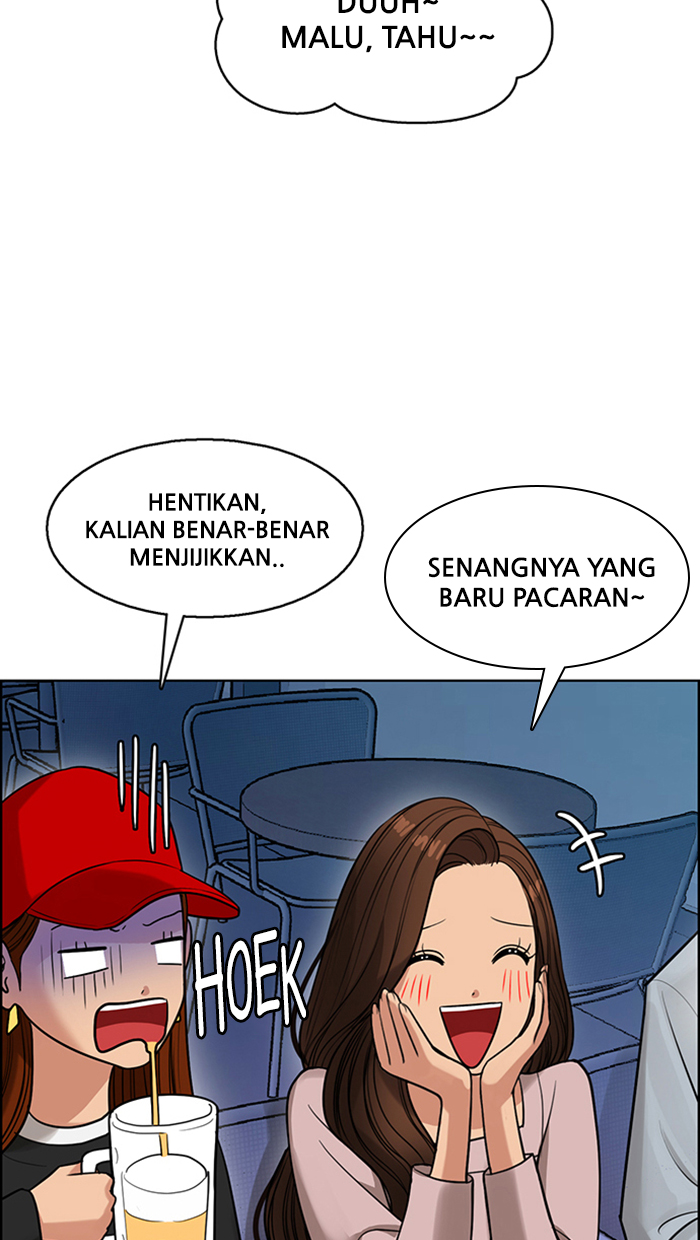 DUUH~
MALU, TAHU~~
HENTIKAN,
KALIAN BENAR-BENAR
MENJIJIKKAN..
SENANGNYA YANG
BARU PACARAN~
HOEK